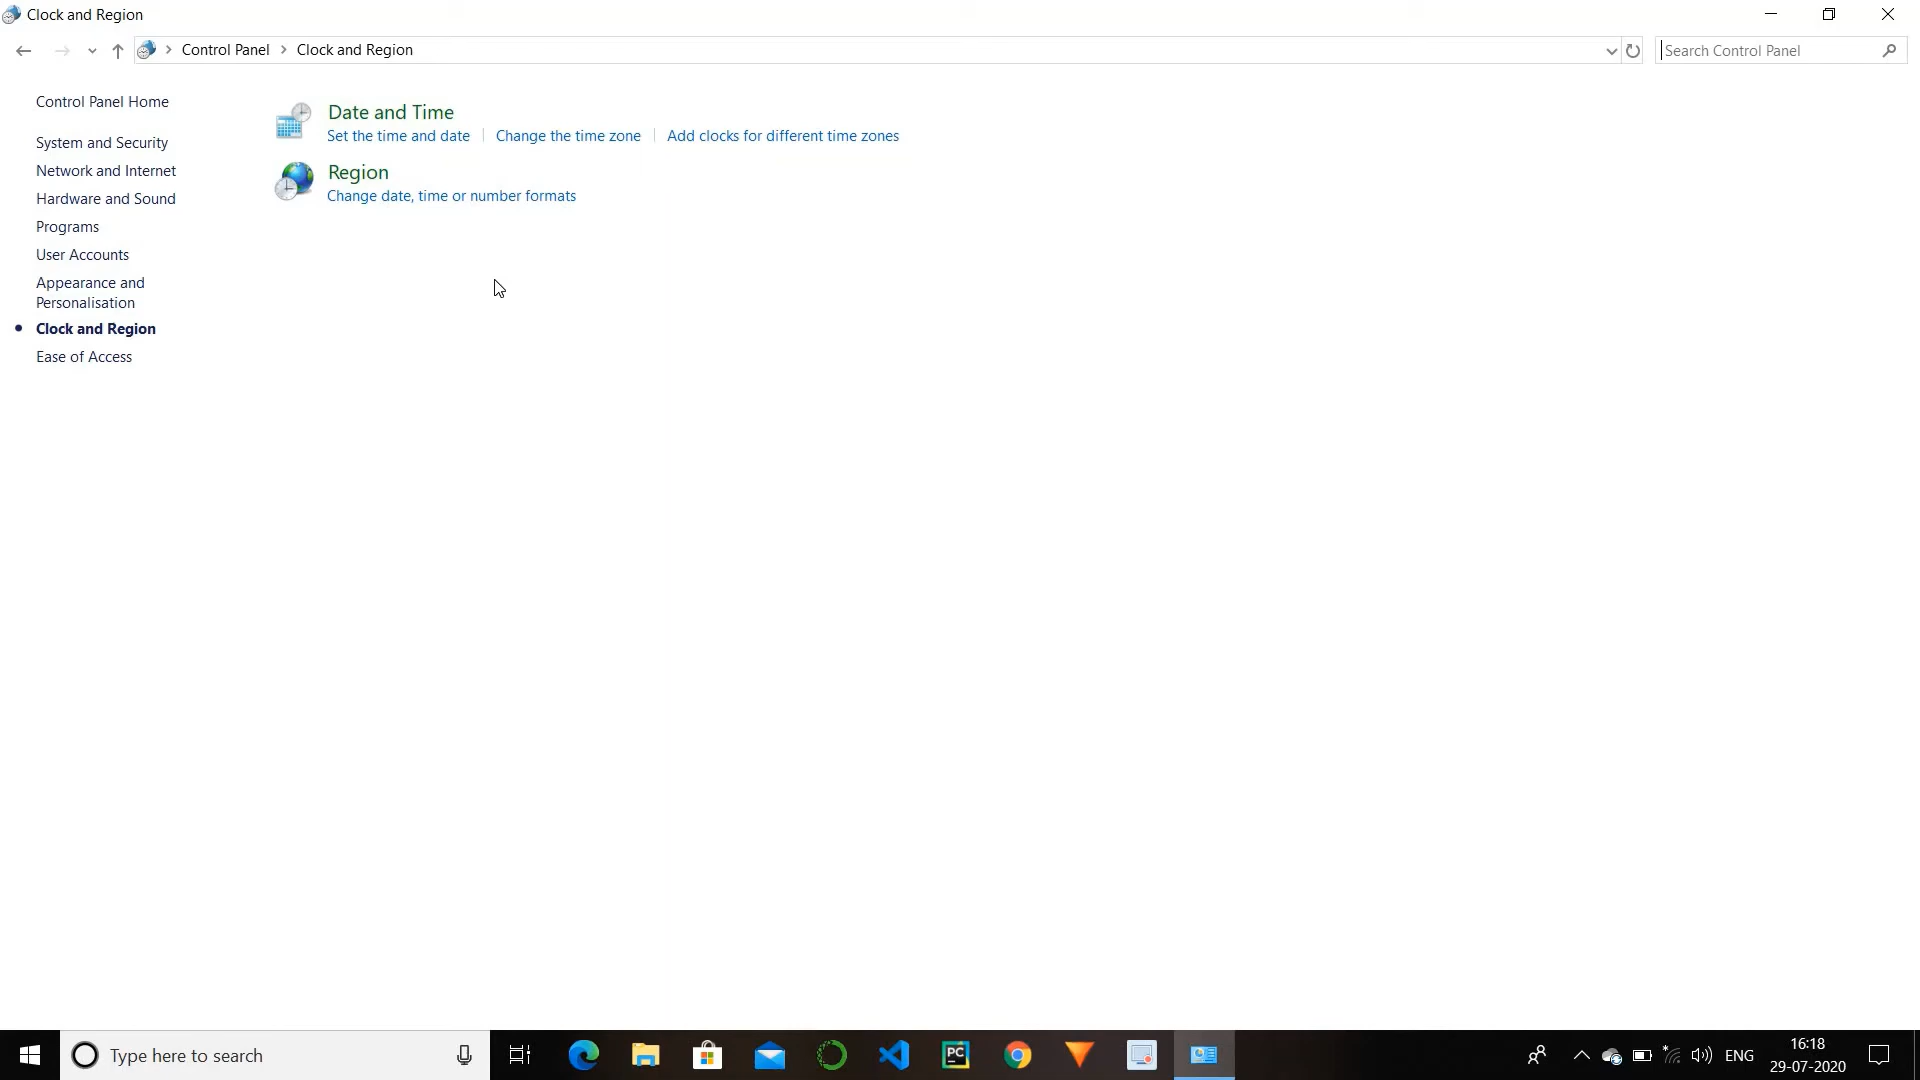 Clock and Region
Control Panel
Clock and Region
Search Control Panel
Control Panel Home
System and Security
Network and Internet
Hardware and Sound
Programs
User Accounts
Appearance and
Personalisation
Clock and Region
Ease of Access
Date and Time
Set the time and date
Change the time zone
Add clocks for different time zones
Region
Change date, time or number formats
Type here to search
PC
ENG
16:18
29-07-2020